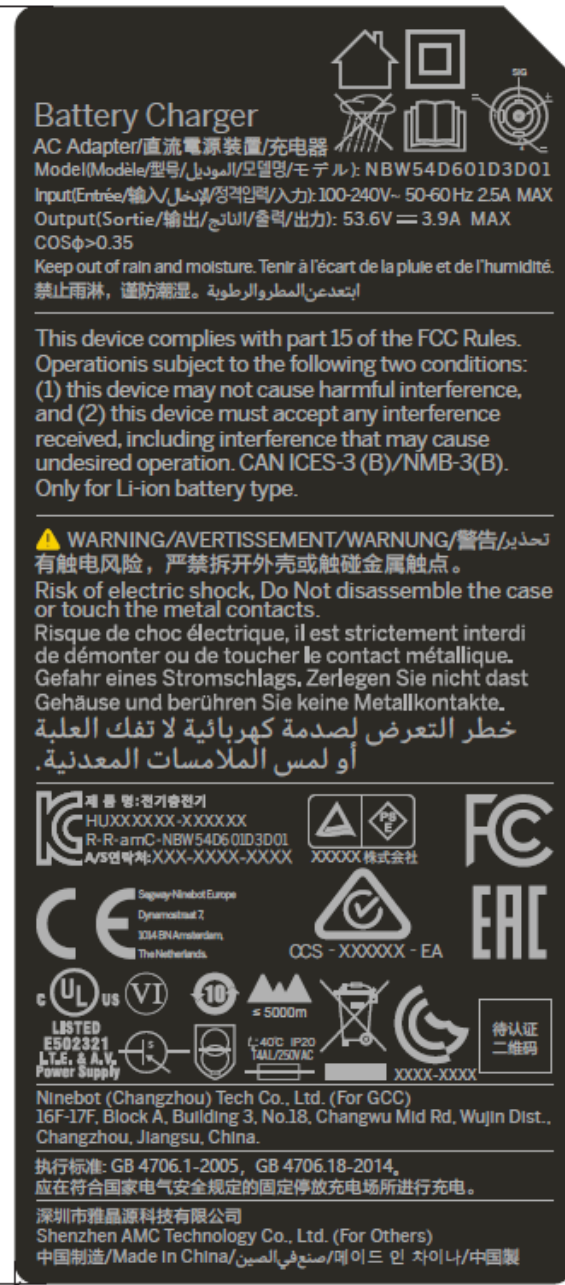 SIG
Battery Charger
AC Adapter/直流電源装置/充电器
Model(Modèle/型号/الموديل/모델명/モデル): NBW54D601D3D01
Input(Entrée/输入/الإدخال/정격입력/入力): 100-240V~ 50-60 Hz 2.5A MAX
Output(Sortie/输出/الناتج/출력/出力): 53.6V⎓3.9A MAX
COSϕ>0.35
Keep out of rain and moisture. Tenir à l'écart de la pluie et de l'humidité.
禁止雨淋，谨防潮湿。ابتعدعن المطروالرطوبة
This device complies with part 15 of the FCC Rules.
Operationis subject to the following two conditions:
(1) this device may not cause harmful interference,
and (2) this device must accept any interference
received, including interference that may cause
undesired operation. CAN ICES-3 (B)/NMB-3(B).
Only for Li-ion battery type.
WARNING/AVERTISSEMENT/WARNUNG/警告/تحذير
有触电风险，严禁拆开外壳或触碰金属触点。
Risk of electric shock, Do Not disassemble the case
or touch the metal contacts.
Risque de choc électrique, il est strictement interdi
de démonter ou de toucher le contact métallique.
Gefahr eines Stromschlags, Zerlegen Sie nicht dast
Gehäuse und berühren Sie keine Metallkontakte.
خطر التعرض لصدمة كهربائية لا تفك العلبة
أو لمس الملامسات المعدنية.
제 품 명:전기충전기
HUXXXXXX-XXXXXX
R-R-amC-NBW54D601D3D01
A/S연락처:XXX-XXXX-XXXX
PS
E
XXXXX 株式会社
FC
CE
Segway-Ninebot Europe
Dynamostraat 7,
1014 BN Amsterdam,
The Netherlands.
CCS - XXXXXX - EA
EAC
c UL us
LISTED
E502321
I.T.E. & A.V.
Power Supply
VI
10
≤ 5000m
S
t:-40℃ IP20
T4AL/250VAC
XXXX-XXXX
待认证
二维码
Ninebot (Changzhou) Tech Co., Ltd. (For GCC)
16F-17F, Block A, Building 3, No.18, Changwu Mid Rd, Wujin Dist.,
Changzhou, Jiangsu, China.
执行标准: GB 4706.1-2005，GB 4706.18-2014。
应在符合国家电气安全规定的固定停放充电场所进行充电。
深圳市雅晶源科技有限公司
Shenzhen AMC Technology Co., Ltd. (For Others)
中国制造/Made in China/صنع في الصين/메이드 인 차이나/中国製